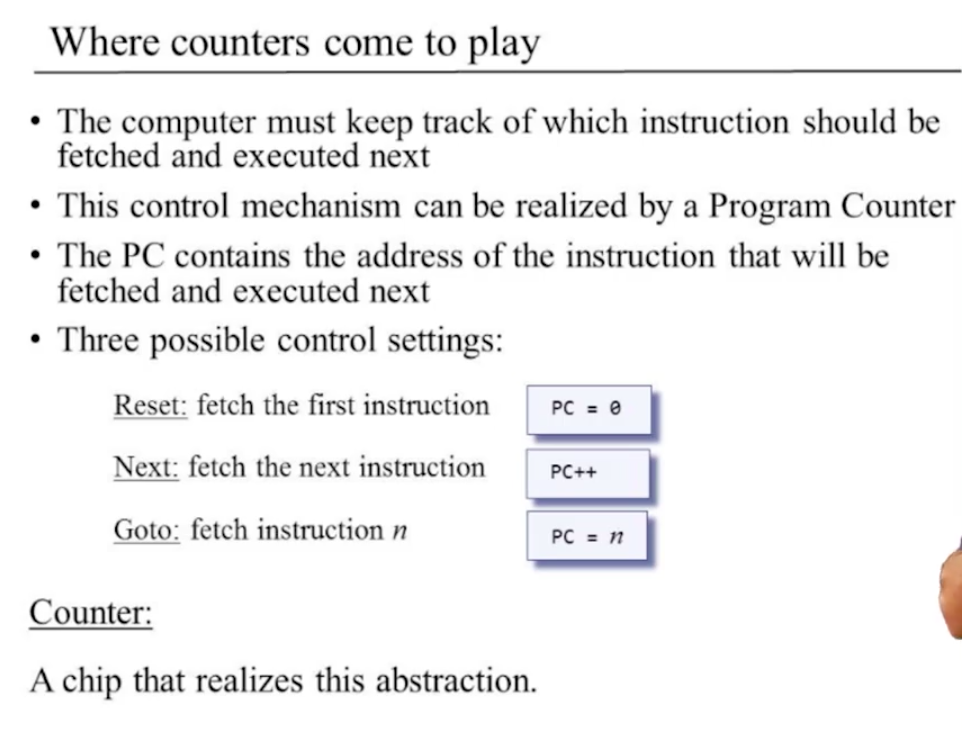 Where counters come to play
• The computer must keep track of which instruction should be
fetched and executed next
• This control mechanism can be realized by a Program Counter
• The PC contains the address of the instruction that will be
fetched and executed next
• Three possible control settings:
Reset: fetch the first instruction PC = 0
Next: fetch the next instruction PC++
Goto: fetch instruction n PC = n
Counter:
A chip that realizes this abstraction.